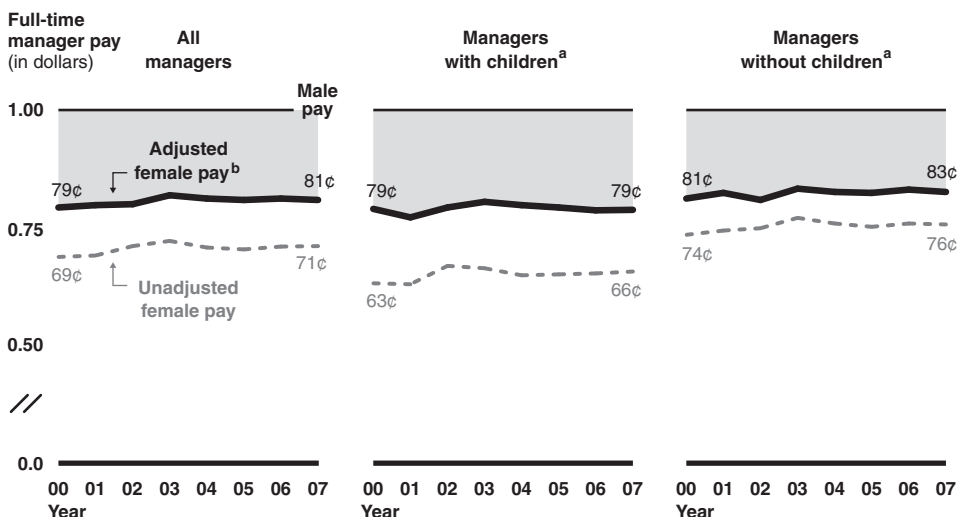 Full-time
manager pay
(in dollars)
All
managers
Managers
with children^a
Managers
without children^a
Male
pay
1.00
0.75
0.50
0.0
Adjusted
female pay^b
79¢
81¢
69¢
71¢
Unadjusted
female pay
79¢
79¢
63¢
66¢
81¢
83¢
74¢
76¢
00 01 02 03 04 05 06 07
Year
00 01 02 03 04 05 06 07
Year
00 01 02 03 04 05 06 07
Year